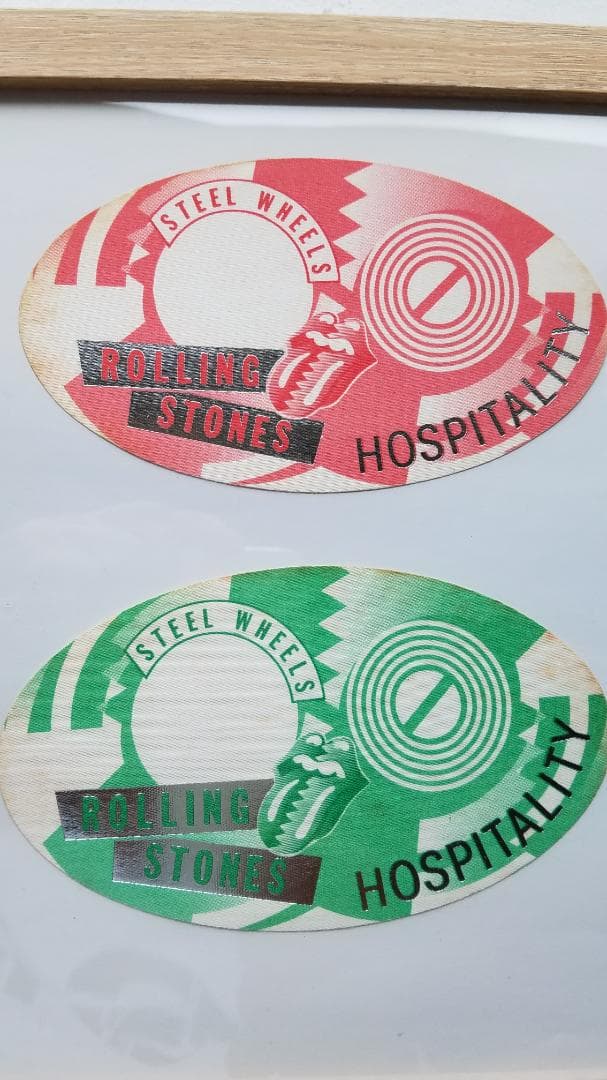 STEEL WHEELS
ROLLING
STONES
HOSPITALITY
STEEL WHEELS
ROLLING
STONES
HOSPITALITY